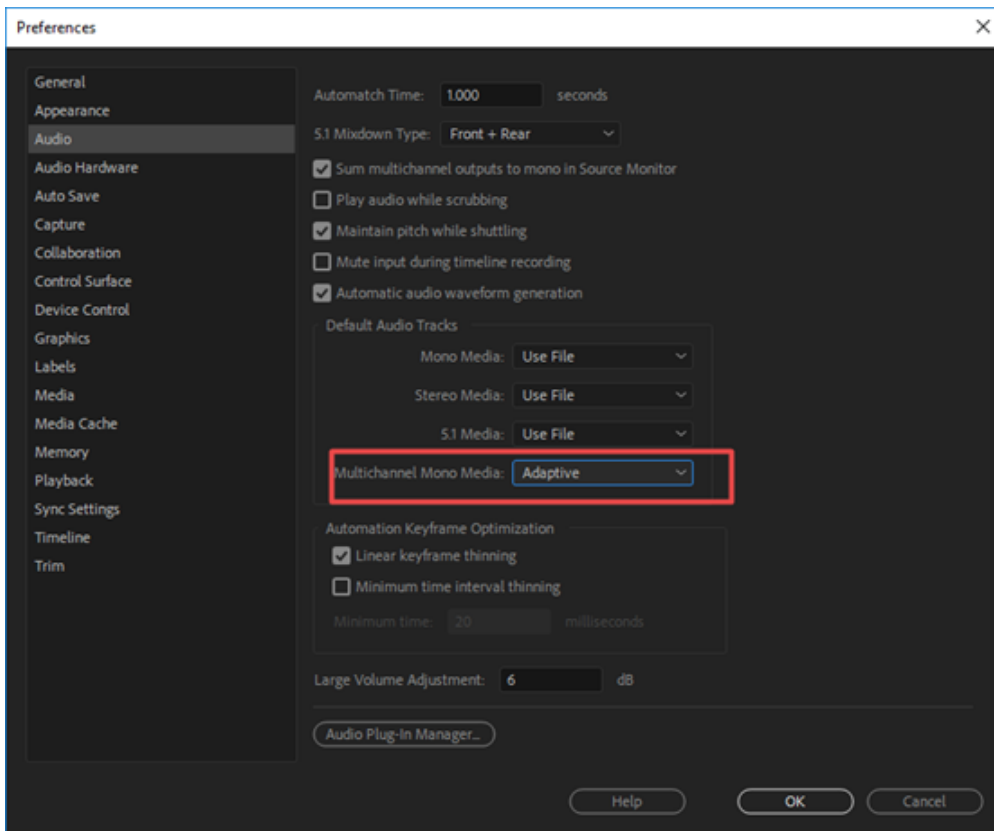 Preferences
General
Appearance
Audio
Audio Hardware
Auto Save
Capture
Collaboration
Control Surface
Device Control
Graphics
Labels
Media
Media Cache
Memory
Playback
Sync Settings
Timeline
Trim
Automatch Time: 1.000 seconds
5.1 Mixdown Type: Front + Rear
Sum multichannel outputs to mono in Source Monitor
Play audio while scrubbing
Maintain pitch while shuttling
Mute input during timeline recording
Automatic audio waveform generation
Default Audio Tracks
Mono Media: Use File
Stereo Media: Use File
5.1 Media: Use File
Multichannel Mono Media: Adaptive
Automation Keyframe Optimization
Linear keyframe thinning
Minimum time interval thinning
Minimum time: 20 milliseconds
Large Volume Adjustment: 6 dB
Audio Plug-In Manager...
Help OK Cancel